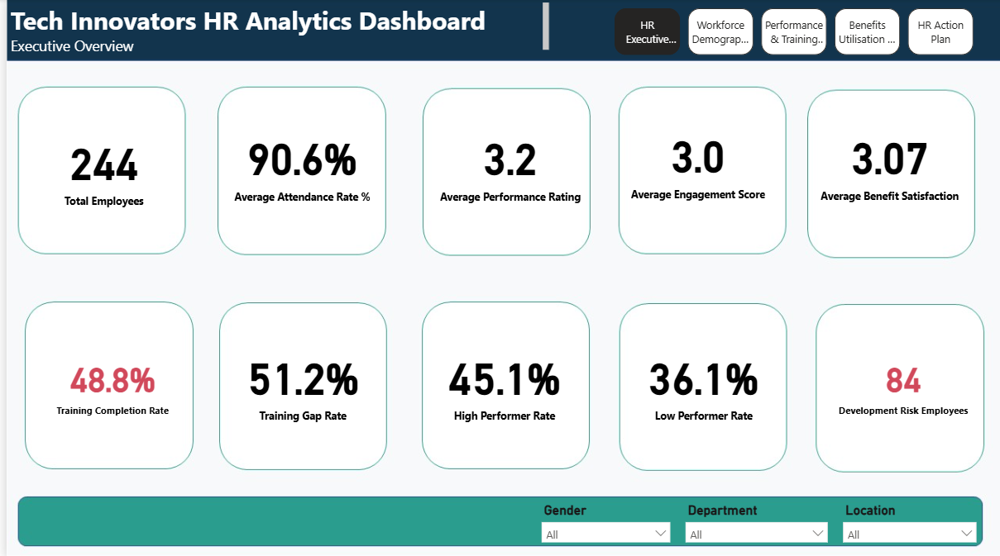 Tech Innovators HR Analytics Dashboard
Executive Overview
HR
Executive...
Workforce
Demograp...
Performance
& Training..
Benefits
Utilisation ...
HR Action
Plan
244
Total Employees
90.6%
Average Attendance Rate %
3.2
Average Performance Rating
3.0
Average Engagement Score
3.07
Average Benefit Satisfaction
48.8%
Training Completion Rate
51.2%
Training Gap Rate
45.1%
High Performer Rate
36.1%
Low Performer Rate
84
Development Risk Employees
Gender
All
Department
All
Location
All